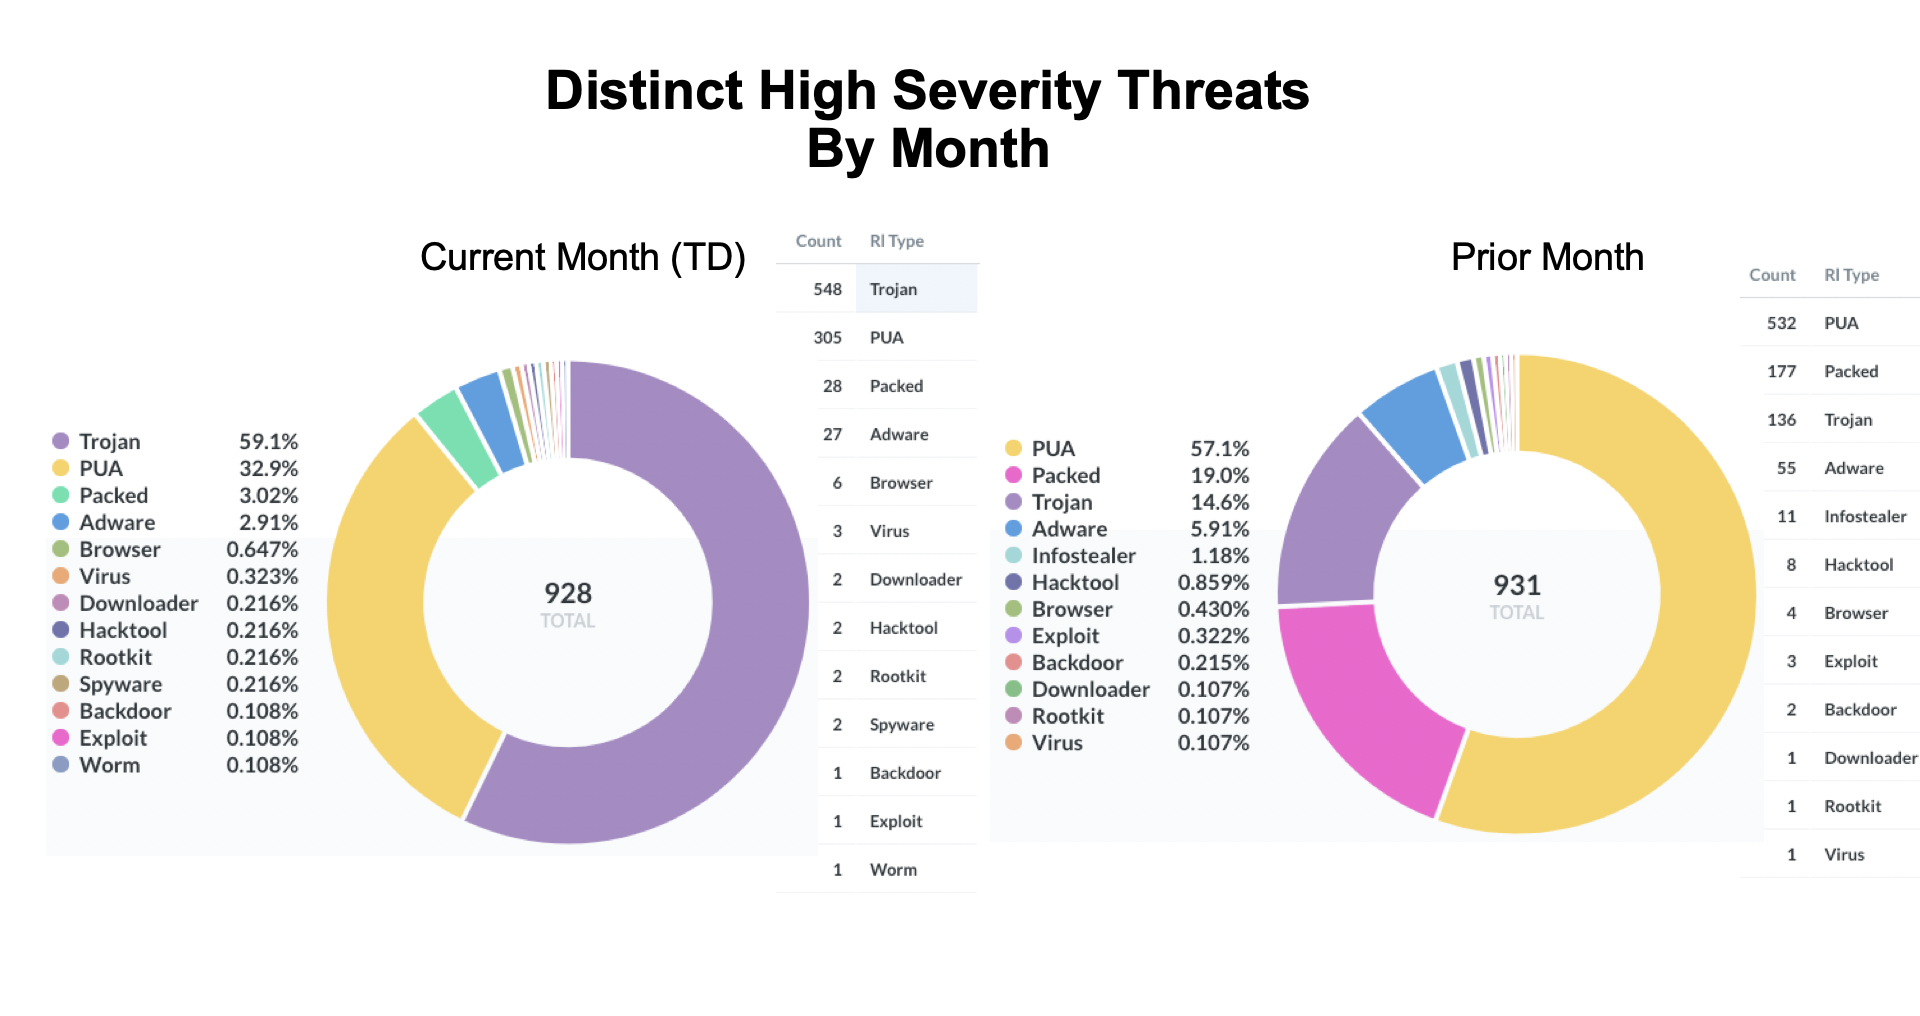 Distinct High Severity Threats
By Month
Current Month (TD)
Trojan 59.1%
PUA 32.9%
Packed 3.02%
Adware 2.91%
Browser 0.647%
Virus 0.323%
Downloader 0.216%
Hacktool 0.216%
Rootkit 0.216%
Spyware 0.216%
Backdoor 0.108%
Exploit 0.108%
Worm 0.108%
928
TOTAL
Count RI Type
548 Trojan
305 PUA
28 Packed
27 Adware
6 Browser
3 Virus
2 Downloader
2 Hacktool
2 Rootkit
2 Spyware
1 Backdoor
1 Exploit
1 Worm
Prior Month
PUA 57.1%
Packed 19.0%
Trojan 14.6%
Adware 5.91%
Infostealer 1.18%
Hacktool 0.859%
Browser 0.430%
Exploit 0.322%
Backdoor 0.215%
Downloader 0.107%
Rootkit 0.107%
Virus 0.107%
931
TOTAL
Count RI Type
532 PUA
177 Packed
136 Trojan
55 Adware
11 Infostealer
8 Hacktool
4 Browser
3 Exploit
2 Backdoor
1 Downloader
1 Rootkit
1 Virus